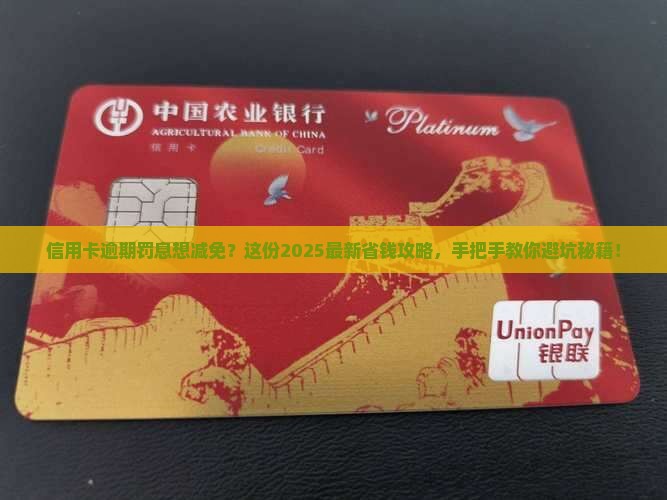 中国农业银行
AGRICULTURAL BANK OF CHINA
信用卡
Credit Card
Platinum
信用卡逾期罚息想减免？这份2025最新省钱攻略，手把手教你避坑秘籍！
UnionPay
银联